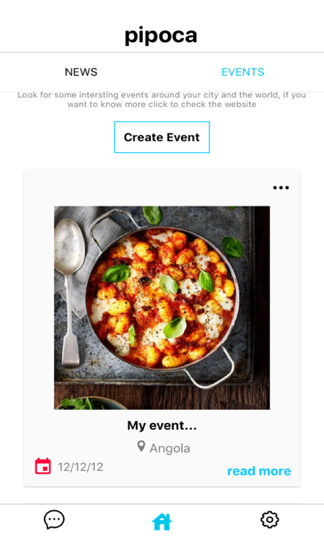 pipoca
NEWS EVENTS
Look for some intersting events around your city and the world, if you
want to know more click to check the website
Create Event
My event...
Angola
12/12/12
read more